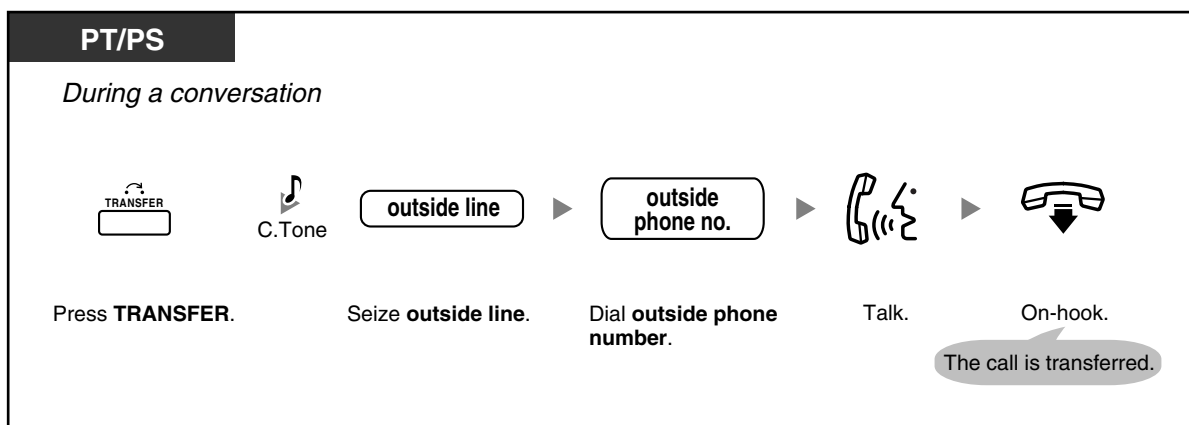 PT/PS
During a conversation
TRANSFER
C.Tone
outside line
outside
phone no.
Press TRANSFER.
Seize outside line.
Dial outside phone
number.
Talk.
On-hook.
The call is transferred.